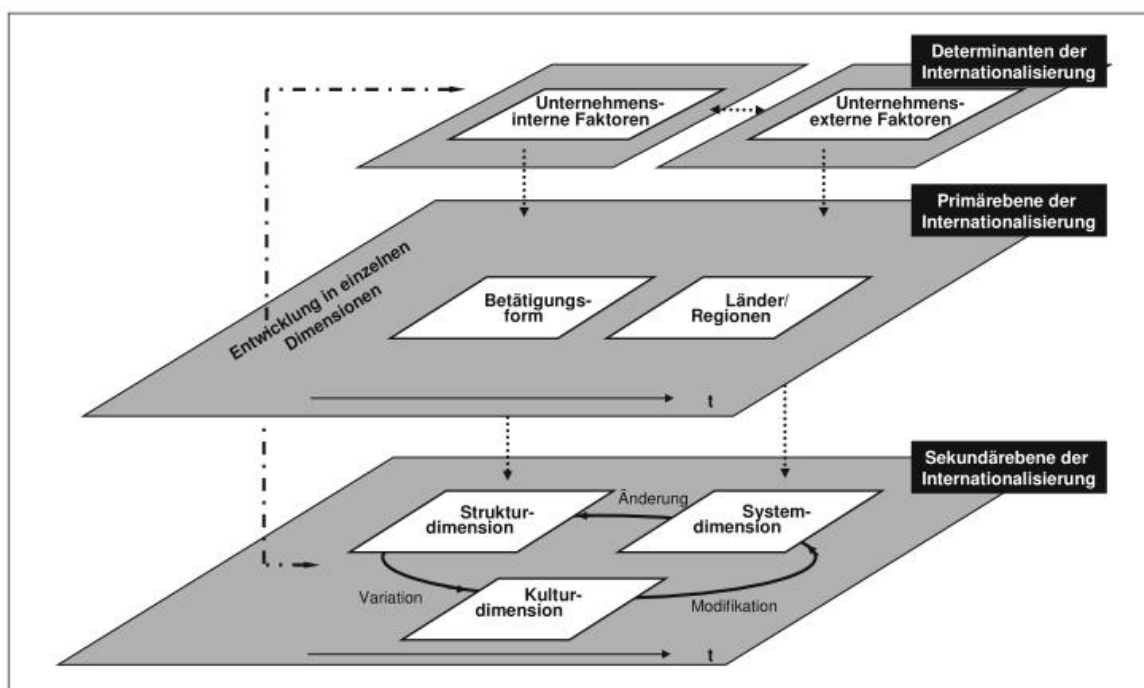 Determinanten der
Internationalisierung
Unternehmens-
interne Faktoren
Unternehmens-
externe Faktoren
Primärebene der
Internationalisierung
Entwicklung in einzelnen
Dimensionen
Betätigungs-
form
Länder/
Regionen
t
Sekundärebene der
Internationalisierung
Änderung
Struktur-
dimension
System-
dimension
Variation
Kultur-
dimension
Modifikation
t